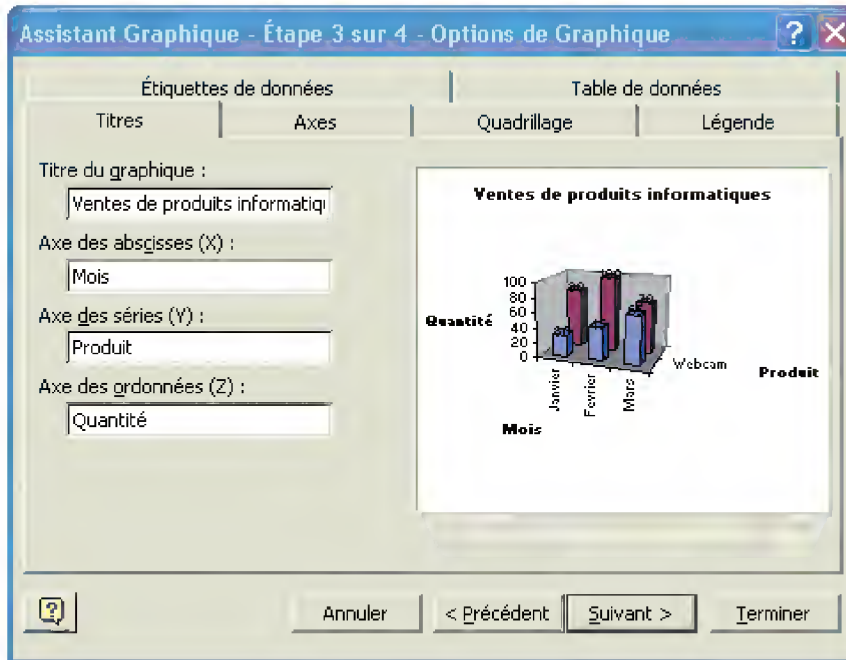 Assistant Graphique - Étape 3 sur 4 - Options de Graphique
Étiquettes de données
Table de données
Titres
Axes
Quadrillage
Légende
Titre du graphique :
Ventes de produits informatiqu
Axe des abscisses (X) :
Mois
Axe des séries (Y) :
Produit
Axe des ordonnées (Z) :
Quantité
Ventes de produits informatiques
100
80
60
40
20
0
Quantité
Janvier
Fevrier
Mars
Webcam
Produit
Mois
Annuler
< Précédent
Suivant >
Terminer